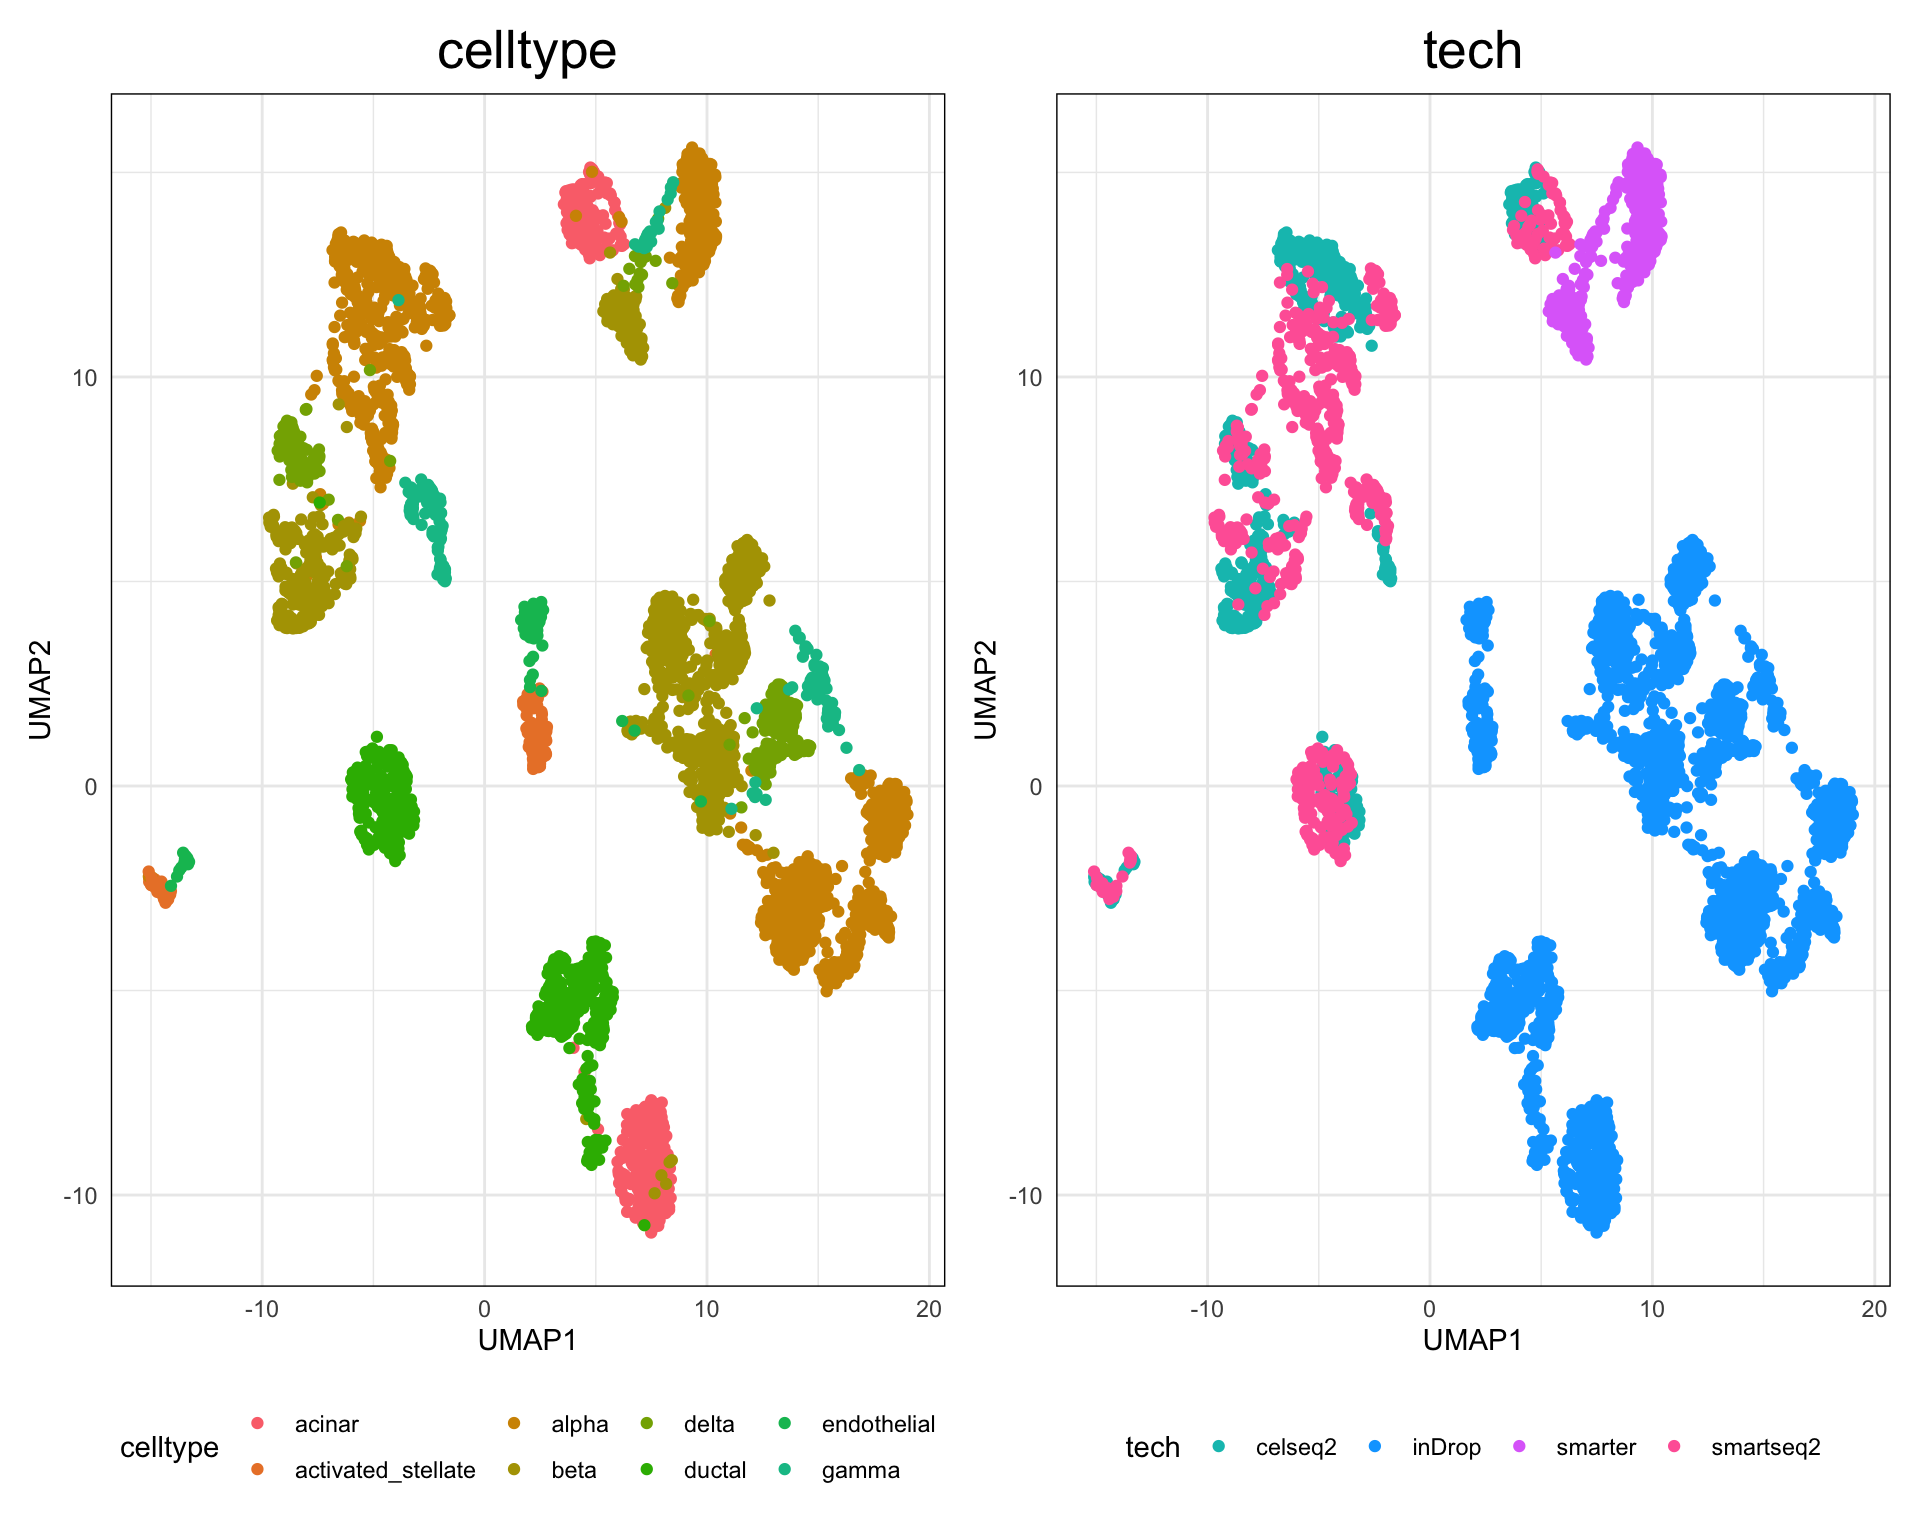 celltype
tech
10
0
-10
UMAP2
-10
0
10
20
UMAP1
10
0
-10
UMAP2
-10
0
10
20
UMAP1
celltype
acinar
alpha
delta
endothelial
activated_stellate
beta
ductal
gamma
tech
celseq2
inDrop
smarter
smartseq2